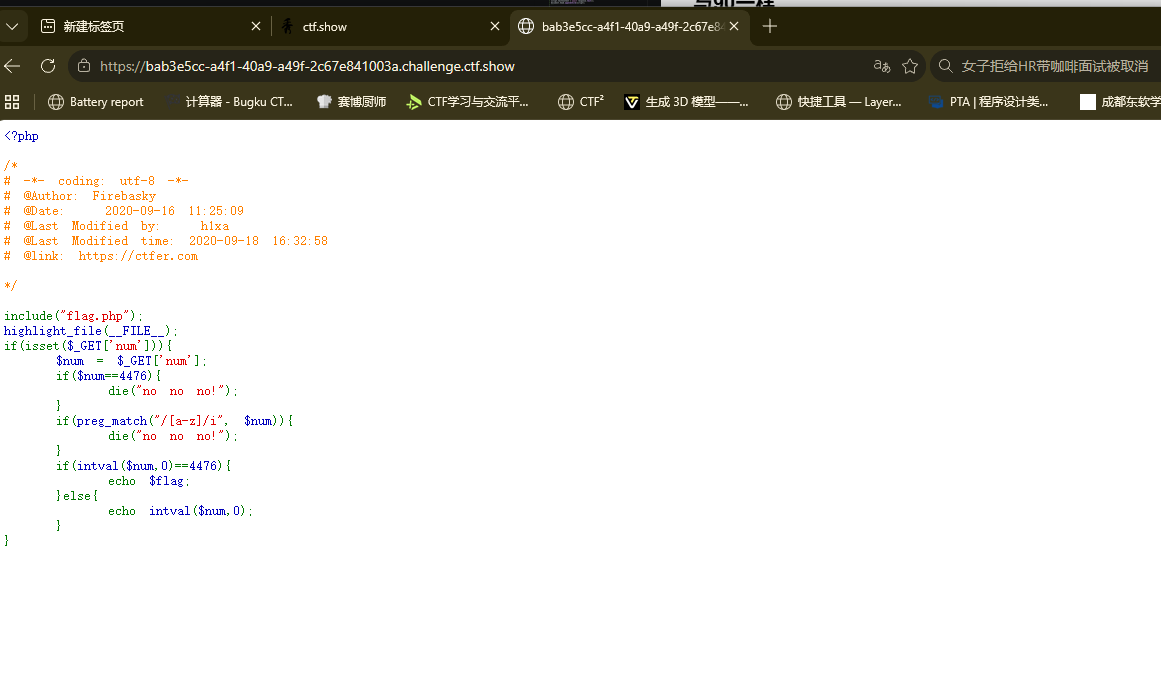 新建标签页
ctf.show
bab3e5cc-a4f1-40a9-a49f-2c67e84
https://bab3e5cc-a4f1-40a9-a49f-2c67e841003a.challenge.ctf.show
女子拒给HR带咖啡面试被取消
Battery report
计算器 - Bugku CT...
赛博厨师
CTF学习与交流平...
CTF²
生成 3D 模型——...
快捷工具 — Layer...
PTA | 程序设计类...
成都东软学
<?php
/*
# -*- coding: utf-8 -*-
# @Author: Firebasky
# @Date:   2020-09-16 11:25:09
# @Last Modified by:   h1xa
# @Last Modified time: 2020-09-18 16:32:58
# @link: https://ctfer.com
*/
include("flag.php");
highlight_file(__FILE__);
if(isset($_GET['num'])){
    $num = $_GET['num'];
    if($num==4476){
        die("no no no!");
    }
    if(preg_match("/[a-z]/i", $num)){
        die("no no no!");
    }
    if(intval($num,0)==4476){
        echo $flag;
    }else{
        echo intval($num,0);
    }
}